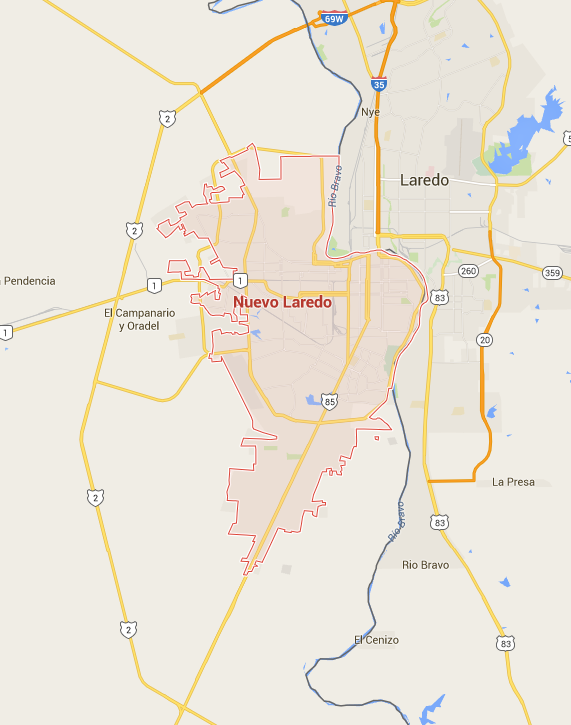 69W
35
Nye
2
Rio Bravo
Laredo
2
260
359
Pendencia
1
1
83
Nuevo Laredo
El Campanario
y Oradel
1
20
85
La Presa
2
83
Rio Bravo
Rio Bravo
2
El Cenizo
83